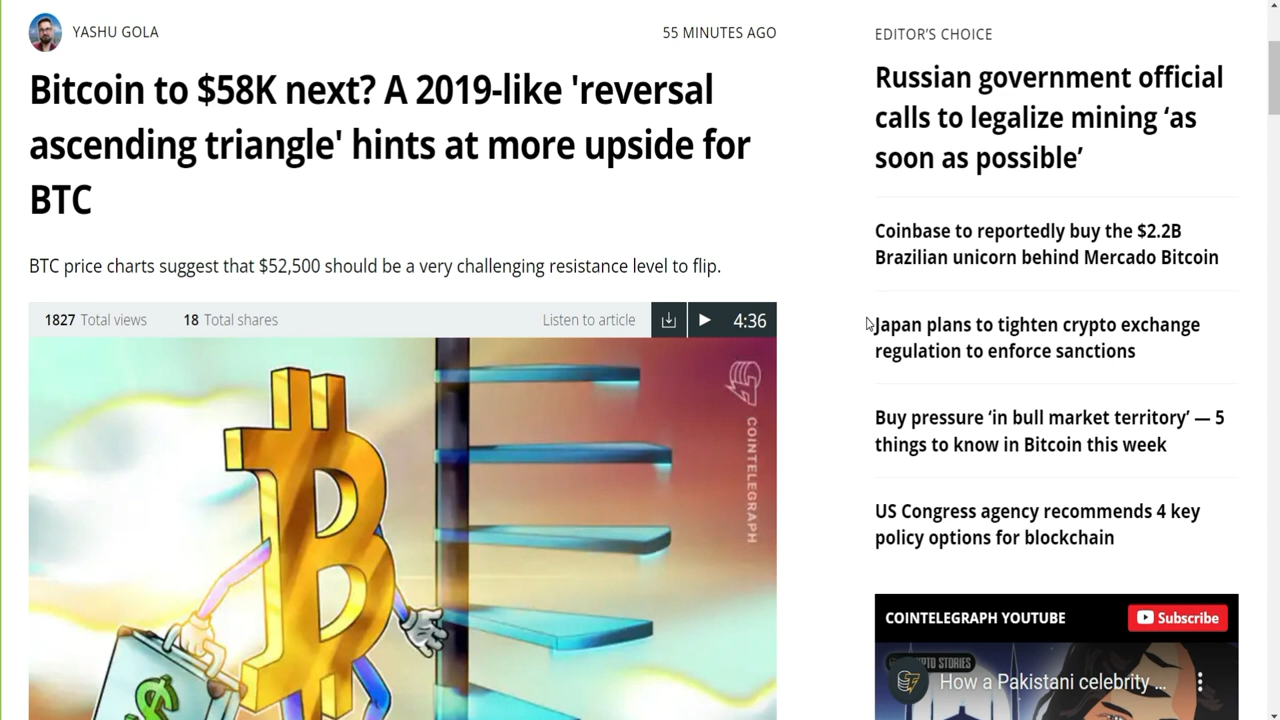 YASHU GOLA
55 MINUTES AGO
Bitcoin to $58K next? A 2019-like 'reversal
ascending triangle' hints at more upside for
BTC
BTC price charts suggest that $52,500 should be a very challenging resistance level to flip.
1827 Total views 18 Total shares Listen to article 4:36
COINTELEGRAPH
EDITOR’S CHOICE
Russian government official
calls to legalize mining ‘as
soon as possible’
Coinbase to reportedly buy the $2.2B
Brazilian unicorn behind Mercado Bitcoin
Japan plans to tighten crypto exchange
regulation to enforce sanctions
Buy pressure ‘in bull market territory’ — 5
things to know in Bitcoin this week
US Congress agency recommends 4 key
policy options for blockchain
COINTELEGRAPH YOUTUBE
Subscribe
STORIES
How a Pakistani celebrity ...